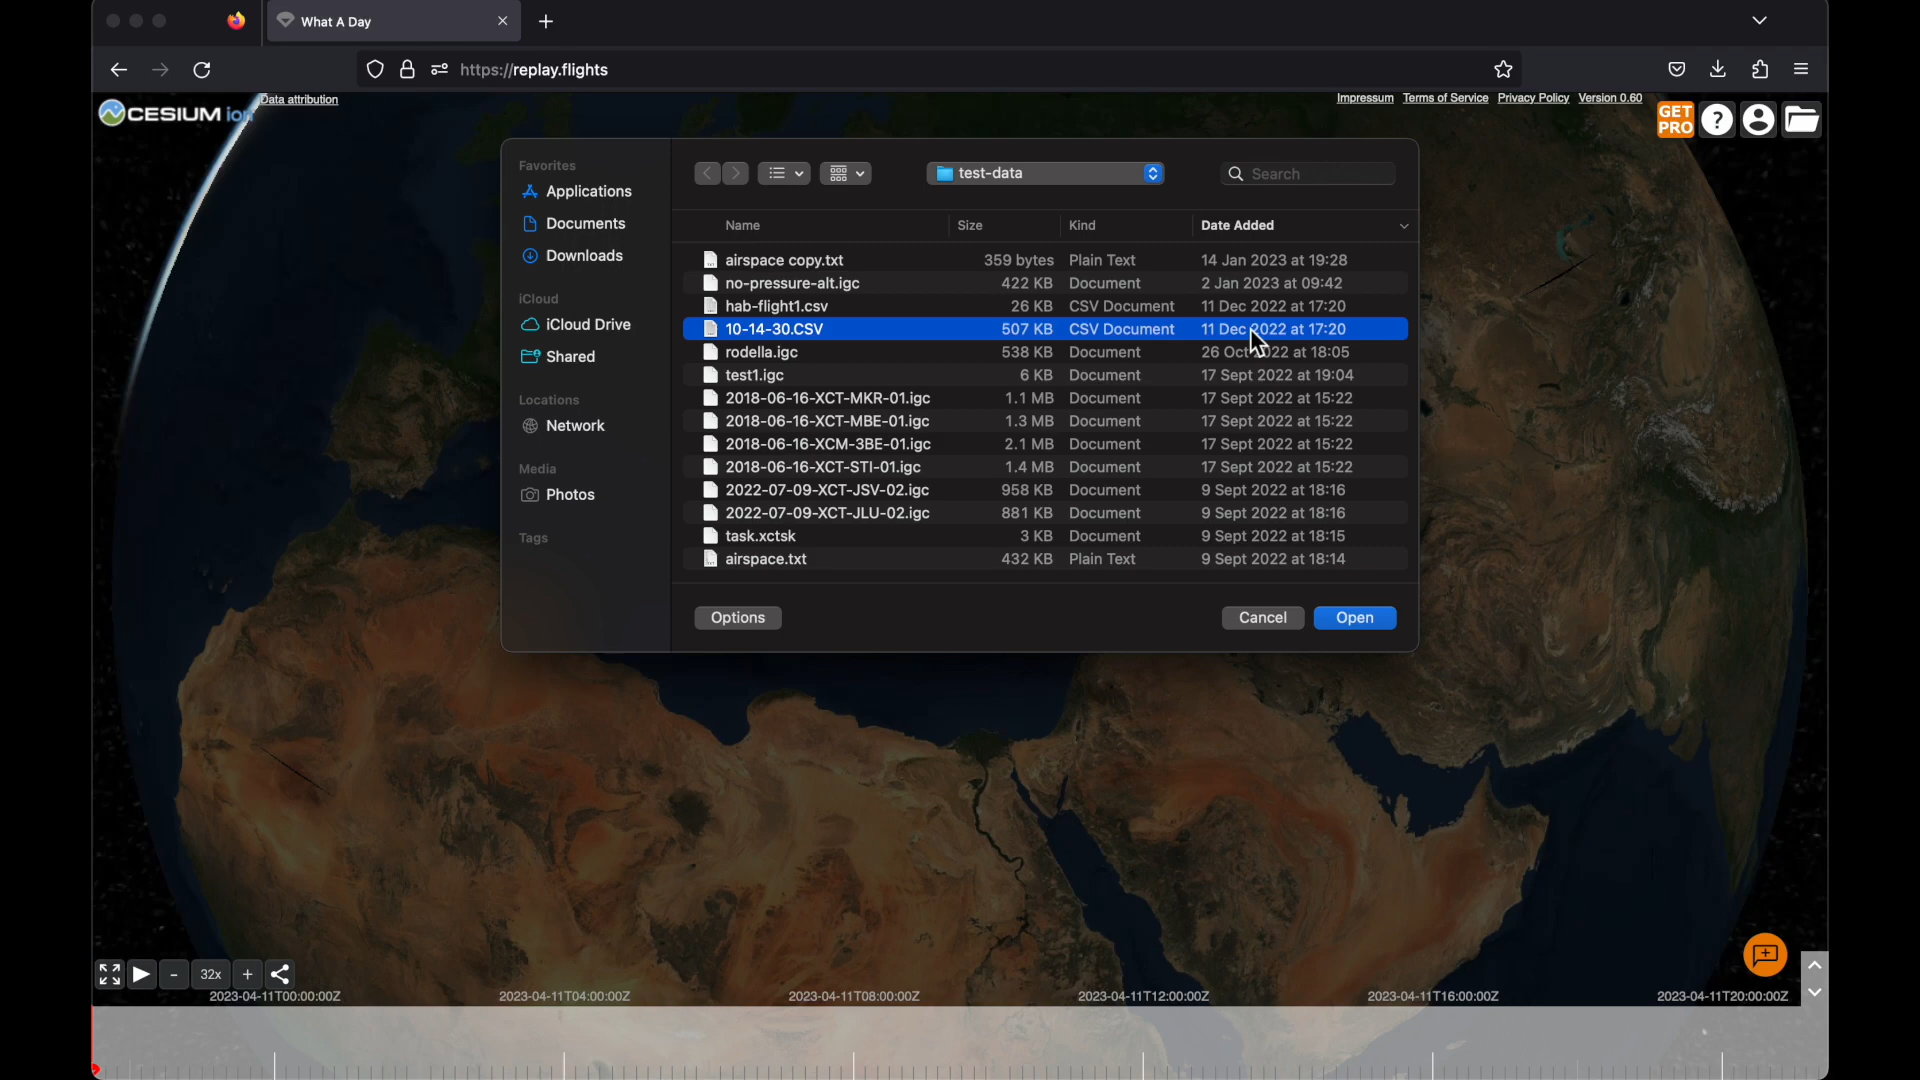 What A Day
https://replay.flights
CESIUM ion
Data attribution
Impressum Terms of Service Privacy Policy Version 0.60
GET PRO
?
Favorites
Applications
Documents
Downloads
iCloud
iCloud Drive
Shared
Locations
Network
Media
Photos
Tags
test-data
Search
Name Size Kind Date Added
airspace copy.txt 359 bytes Plain Text 14 Jan 2023 at 19:28
no-pressure-alt.igc 422 KB Document 2 Jan 2023 at 09:42
hab-flight1.csv 26 KB CSV Document 11 Dec 2022 at 17:20
10-14-30.CSV 507 KB CSV Document 11 Dec 2022 at 17:20
rodella.igc 538 KB Document 26 Oct 2022 at 18:05
test1.igc 6 KB Document 17 Sept 2022 at 19:04
2018-06-16-XCT-MKR-01.igc 1.1 MB Document 17 Sept 2022 at 15:22
2018-06-16-XCT-MBE-01.igc 1.3 MB Document 17 Sept 2022 at 15:22
2018-06-16-XCM-3BE-01.igc 2.1 MB Document 17 Sept 2022 at 15:22
2018-06-16-XCT-STI-01.igc 1.4 MB Document 17 Sept 2022 at 15:22
2022-07-09-XCT-JSV-02.igc 958 KB Document 9 Sept 2022 at 18:16
2022-07-09-XCT-JLU-02.igc 881 KB Document 9 Sept 2022 at 18:16
task.xctsk 3 KB Document 9 Sept 2022 at 18:15
airspace.txt 432 KB Plain Text 9 Sept 2022 at 18:14
Options Cancel Open
- 32x +
2023-04-11T00:00:00Z 2023-04-11T04:00:00Z 2023-04-11T08:00:00Z 2023-04-11T12:00:00Z 2023-04-11T16:00:00Z 2023-04-11T20:00:00Z